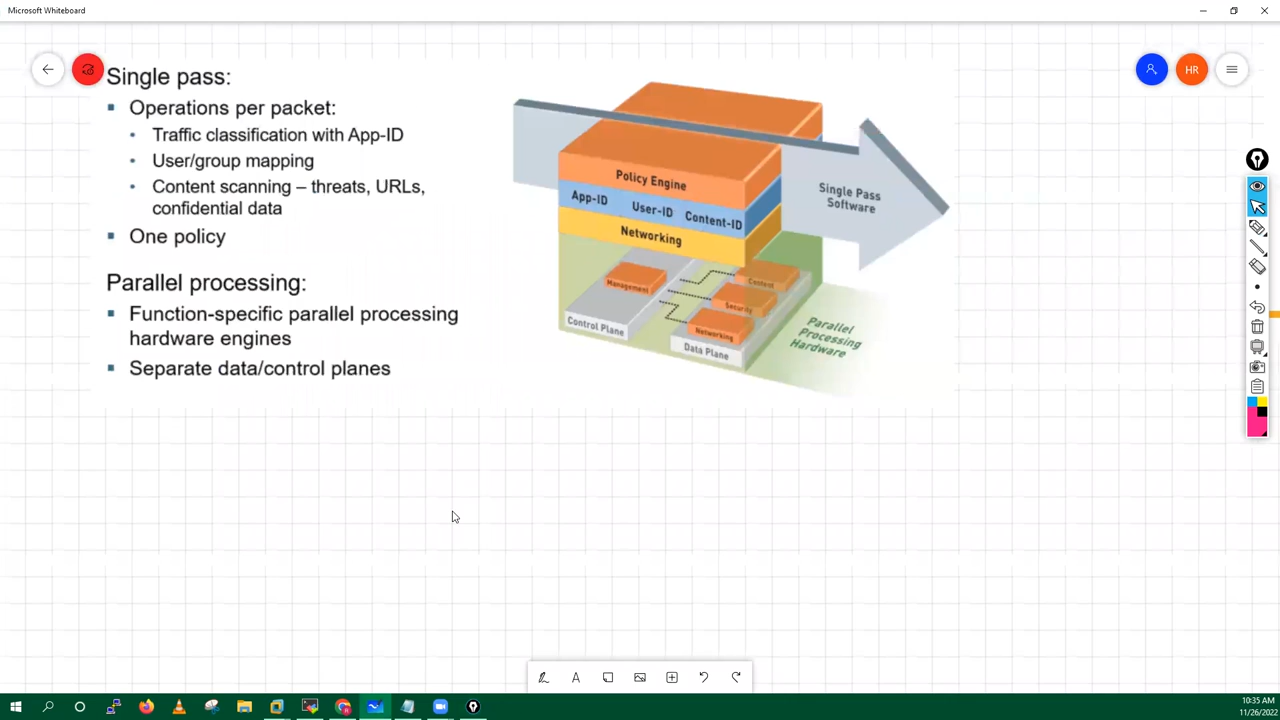 Microsoft Whiteboard
HR
Single pass:
Operations per packet:
Traffic classification with App-ID
User/group mapping
Content scanning – threats, URLs,
confidential data
One policy
Parallel processing:
Function-specific parallel processing
hardware engines
Separate data/control planes
Policy Engine
App-ID User-ID Content-ID
Networking
Single Pass
Software
Management
Content
Security
Networking
Control Plane
Data Plane
Parallel
Processing
Hardware
A
10:35 AM
11/26/2022